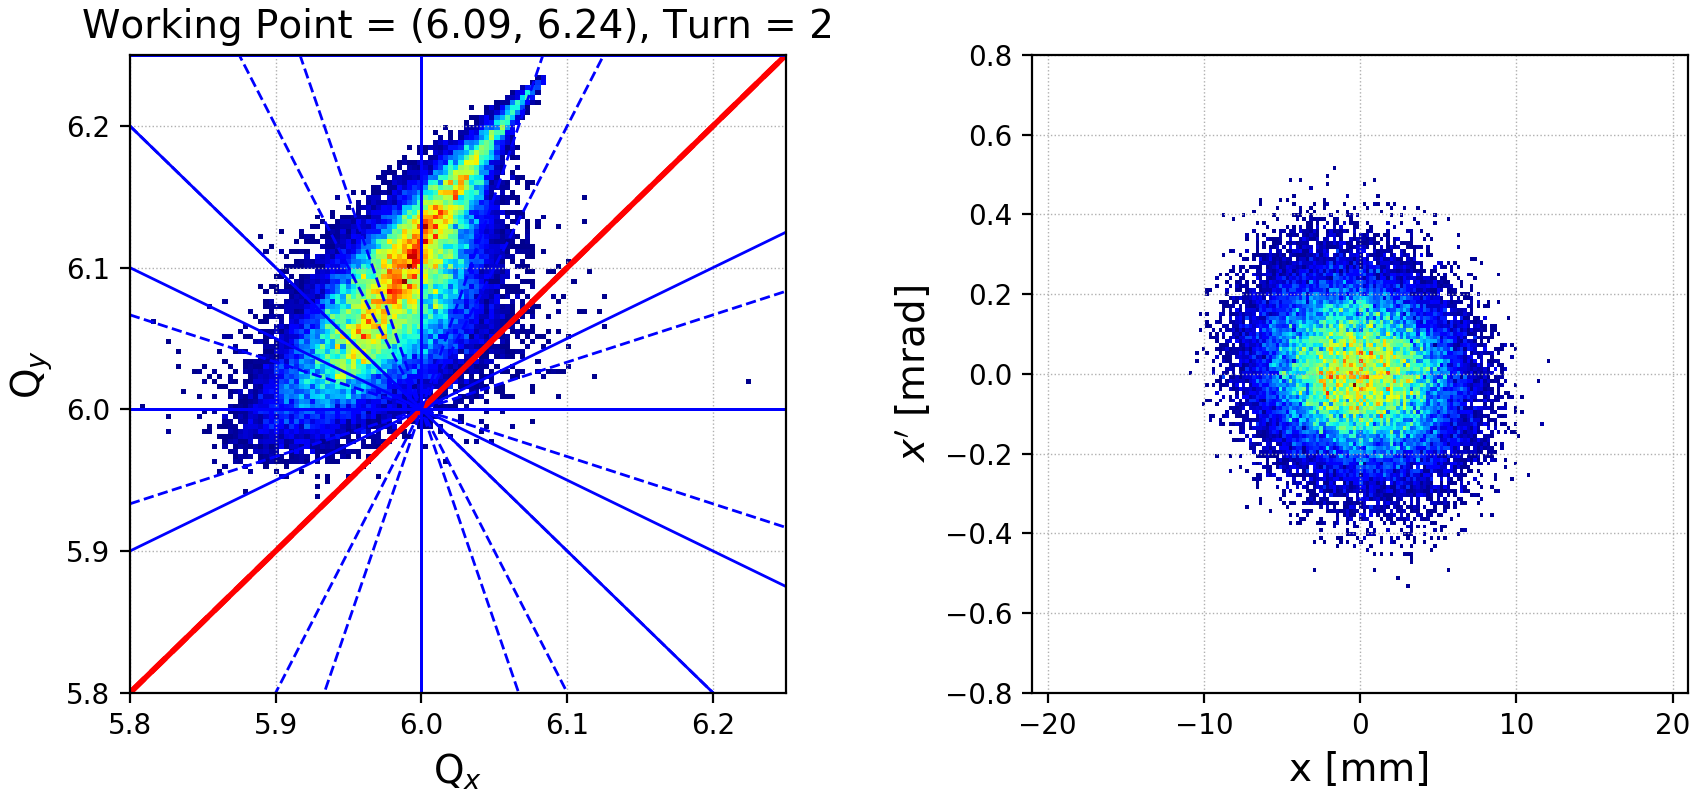 Working Point = (6.09, 6.24), Turn = 2
6.2
6.1
6.0
5.9
5.8
Q_y
5.8 5.9 6.0 6.1 6.2
Q_x
0.8
0.6
0.4
0.2
0.0
−0.2
−0.4
−0.6
−0.8
x′ [mrad]
−20 −10 0 10 20
x [mm]